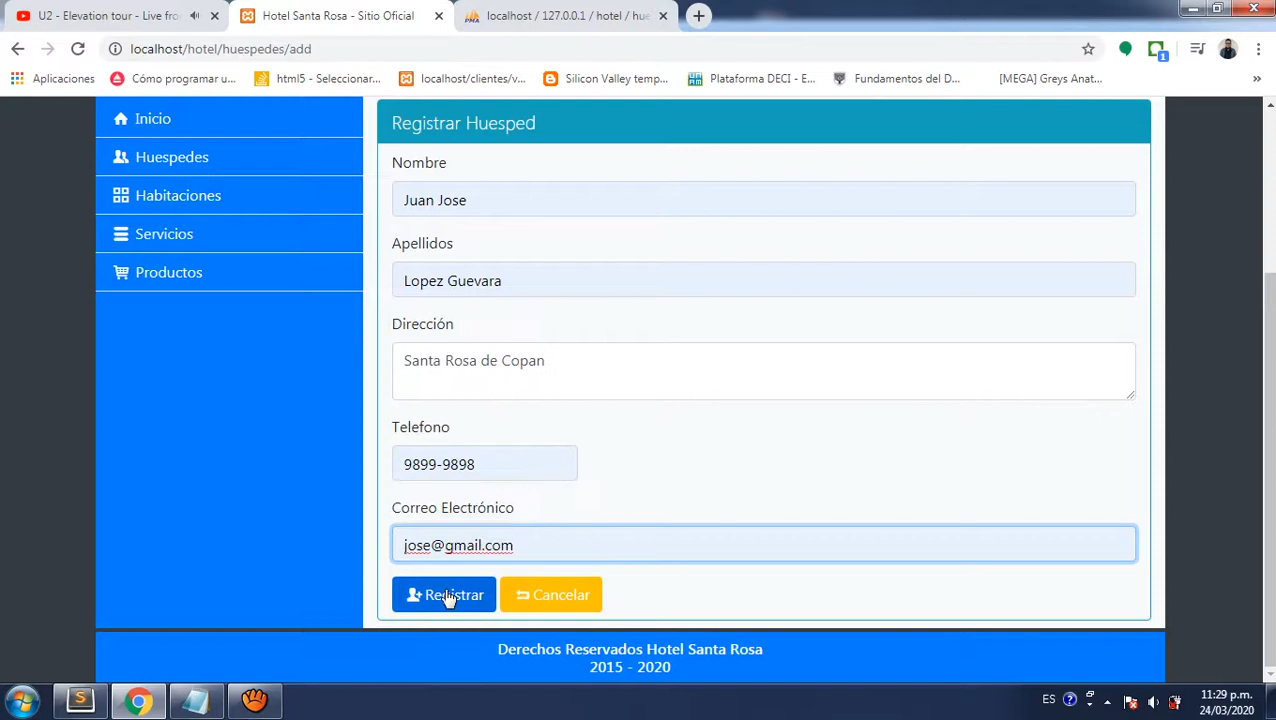 U2 - Elevation tour - Live fro
Hotel Santa Rosa - Sitio Oficial
localhost / 127.0.0.1 / hotel / hue
localhost/hotel/huespedes/add
Aplicaciones
Cómo programar u...
html5 - Seleccionar...
localhost/clientes/v...
Silicon Valley temp...
Plataforma DECI - E...
Fundamentos del D...
[MEGA] Greys Anat...
»
1
Inicio
Huespedes
Habitaciones
Servicios
Productos
Registrar Huesped
Nombre
Juan Jose
Apellidos
Lopez Guevara
Dirección
Santa Rosa de Copan
Telefono
9899-9898
Correo Electrónico
jose@gmail.com
Registrar
Cancelar
Derechos Reservados Hotel Santa Rosa
2015 - 2020
ES
11:29 p.m.
24/03/2020